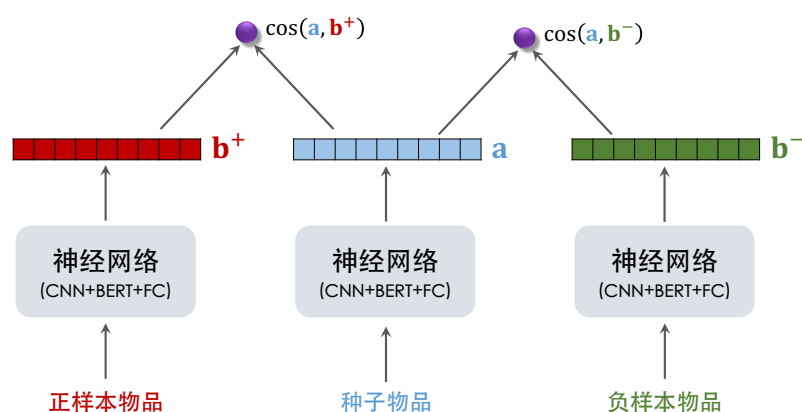 cos(a, b⁺)
cos(a, b⁻)
b⁺
a
b⁻
神经网络
(CNN+BERT+FC)
神经网络
(CNN+BERT+FC)
神经网络
(CNN+BERT+FC)
正样本物品
种子物品
负样本物品